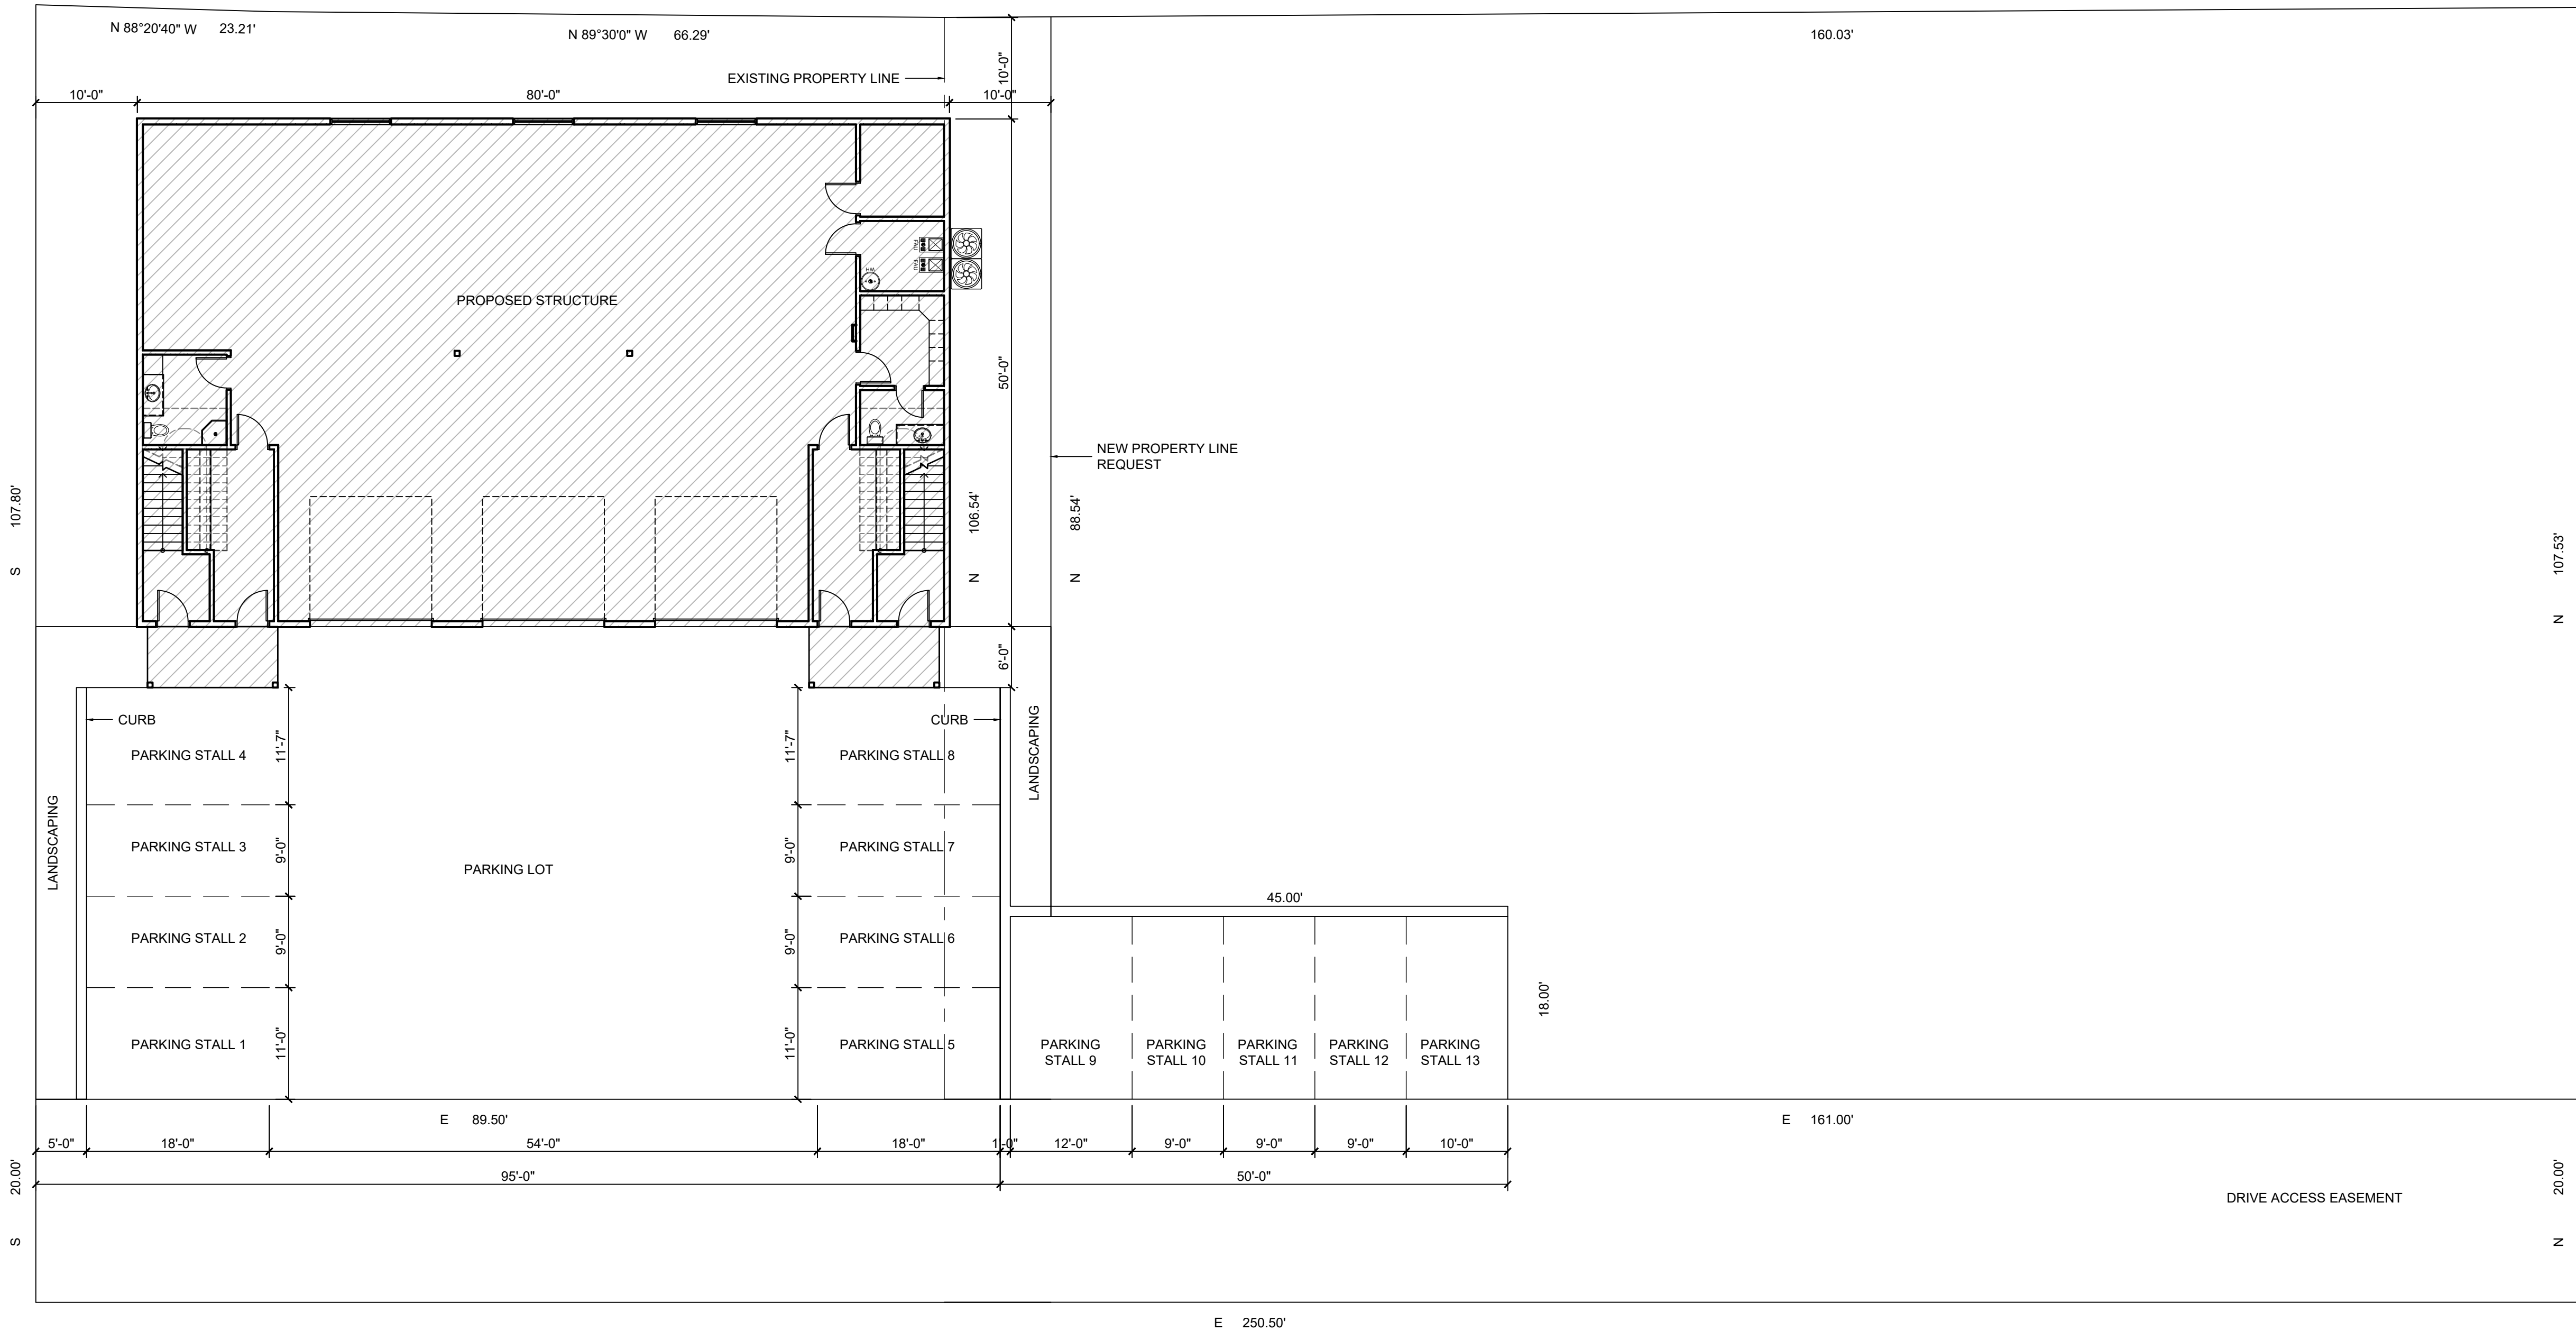 N 88°20'40" W 23.21'
N 89°30'0" W 66.29'
160.03'
EXISTING PROPERTY LINE
10'-0"
10'-0"
80'-0"
10'-0"
FAU
FAU
WH
PROPOSED STRUCTURE
50'-0"
NEW PROPERTY LINE
REQUEST
S 107.80'
N 106.54'
N 88.54'
N 107.53'
6'-0"
CURB
CURB
LANDSCAPING
PARKING STALL 4
11'-7"
11'-7"
PARKING STALL 8
LANDSCAPING
PARKING STALL 3
9'-0"
9'-0"
PARKING STALL 7
PARKING LOT
45.00'
PARKING STALL 2
9'-0"
9'-0"
PARKING STALL 6
18.00'
PARKING STALL 1
11'-0"
11'-0"
PARKING STALL 5
PARKING
STALL 9
PARKING
STALL 10
PARKING
STALL 11
PARKING
STALL 12
PARKING
STALL 13
E 89.50'
E 161.00'
5'-0"
18'-0"
54'-0"
18'-0"
1'-0"
12'-0"
9'-0"
9'-0"
9'-0"
10'-0"
95'-0"
50'-0"
S 20.00'
N 20.00'
DRIVE ACCESS EASEMENT
E 250.50'